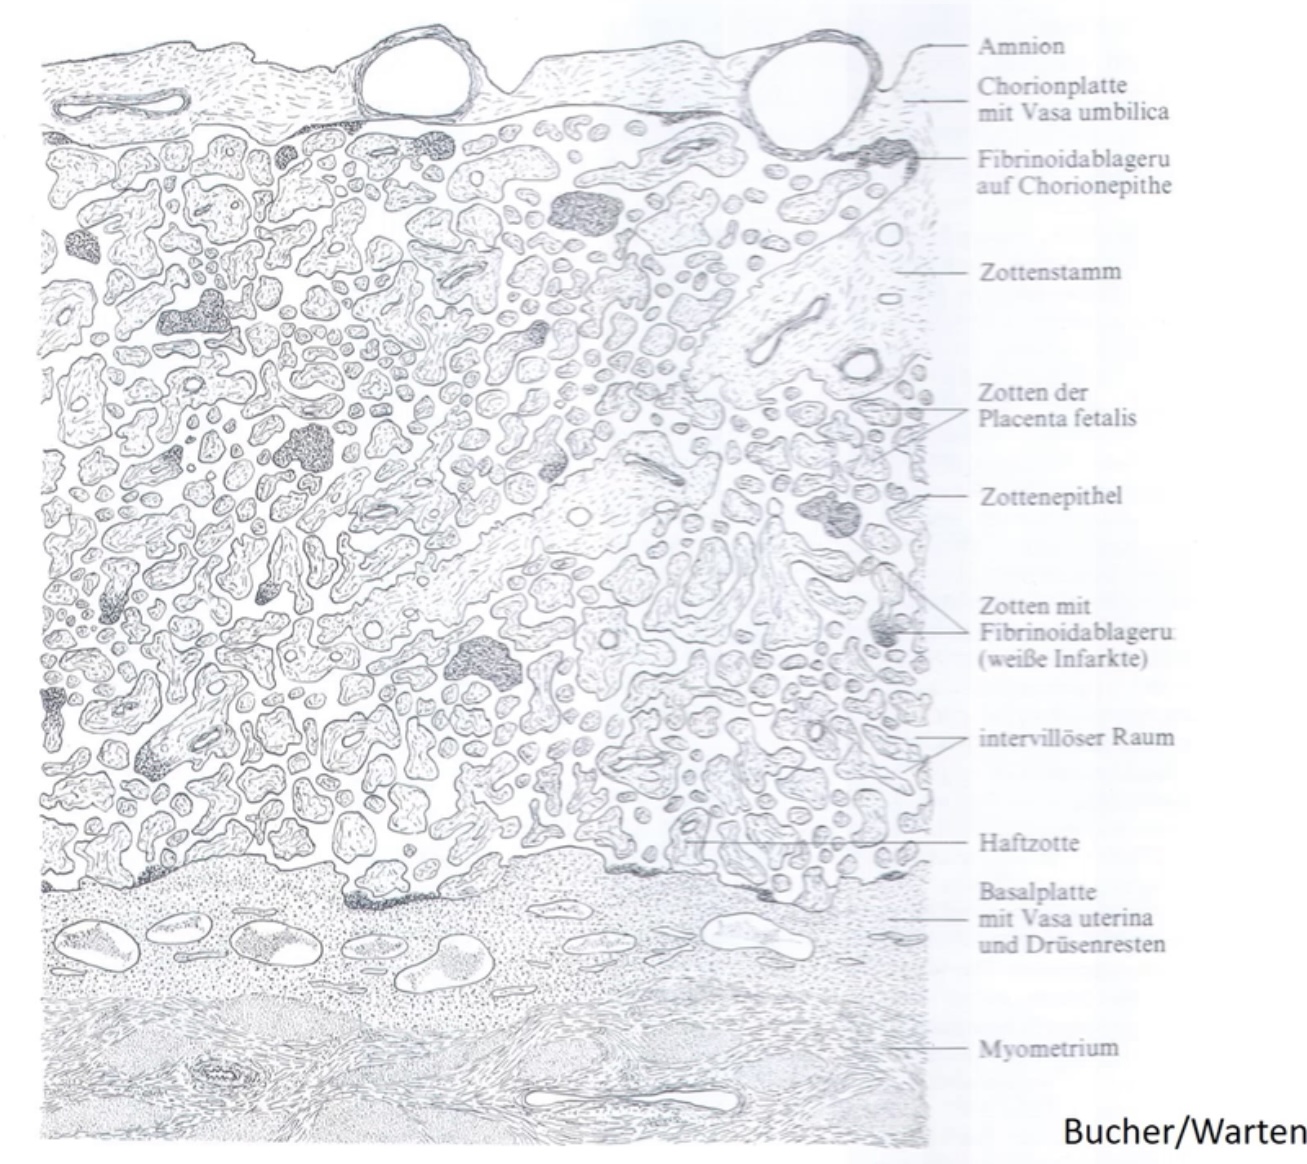 Amnion
Chorionplatte
mit Vasa umbilica
Fibrinoidablageru
auf Chorionepithe
Zottenstamm
Zotten der
Placenta fetalis
Zottenepithel
Zotten mit
Fibrinoidablageru
(weiße Infarkte)
intervillöser Raum
Haftzotte
Basalplatte
mit Vasa uterina
und Drüsenresten
Myometrium
Bucher/Warten